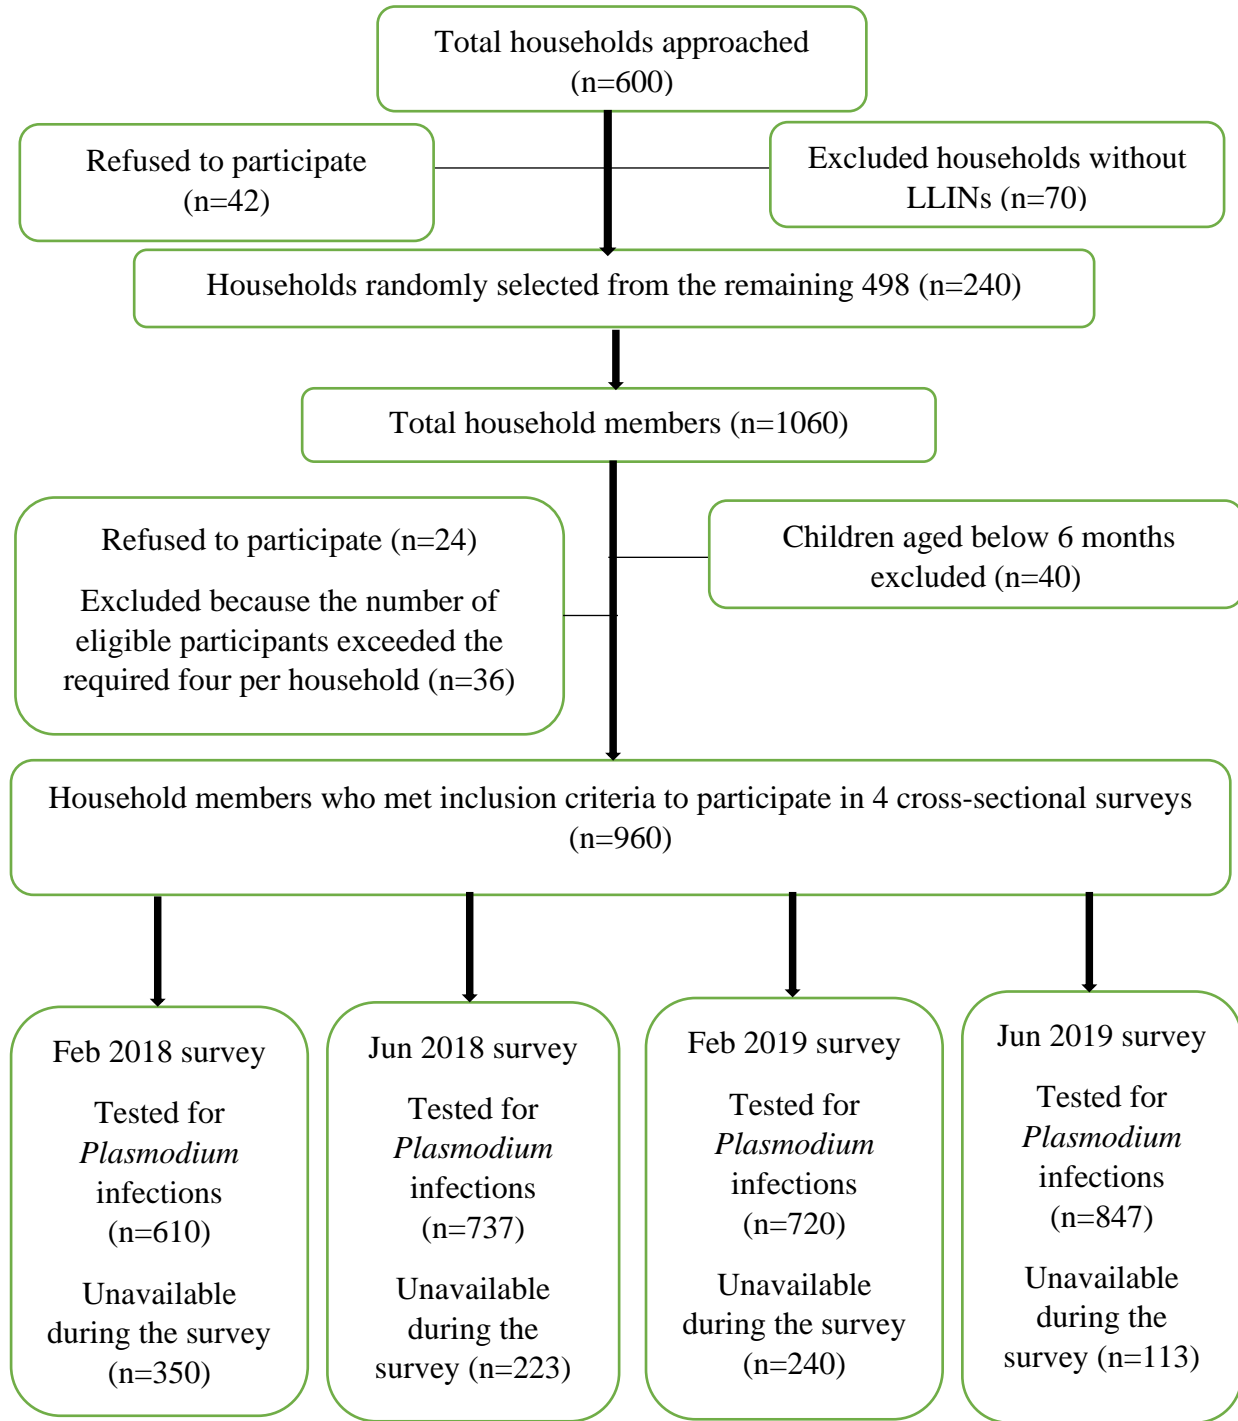 Total households approached
(n=600)
Refused to participate
(n=42)
Excluded households without
LLINs (n=70)
Households randomly selected from the remaining 498 (n=240)
Total household members (n=1060)
Refused to participate (n=24)
Excluded because the number of
eligible participants exceeded the
required four per household (n=36)
Children aged below 6 months
excluded (n=40)
Household members who met inclusion criteria to participate in 4 cross-sectional surveys
(n=960)
Feb 2018 survey
Tested for
Plasmodium
infections
(n=610)
Unavailable
during the survey
(n=350)
Jun 2018 survey
Tested for
Plasmodium
infections
(n=737)
Unavailable
during the
survey (n=223)
Feb 2019 survey
Tested for
Plasmodium
infections
(n=720)
Unavailable
during the survey
(n=240)
Jun 2019 survey
Tested for
Plasmodium
infections
(n=847)
Unavailable
during the
survey (n=113)